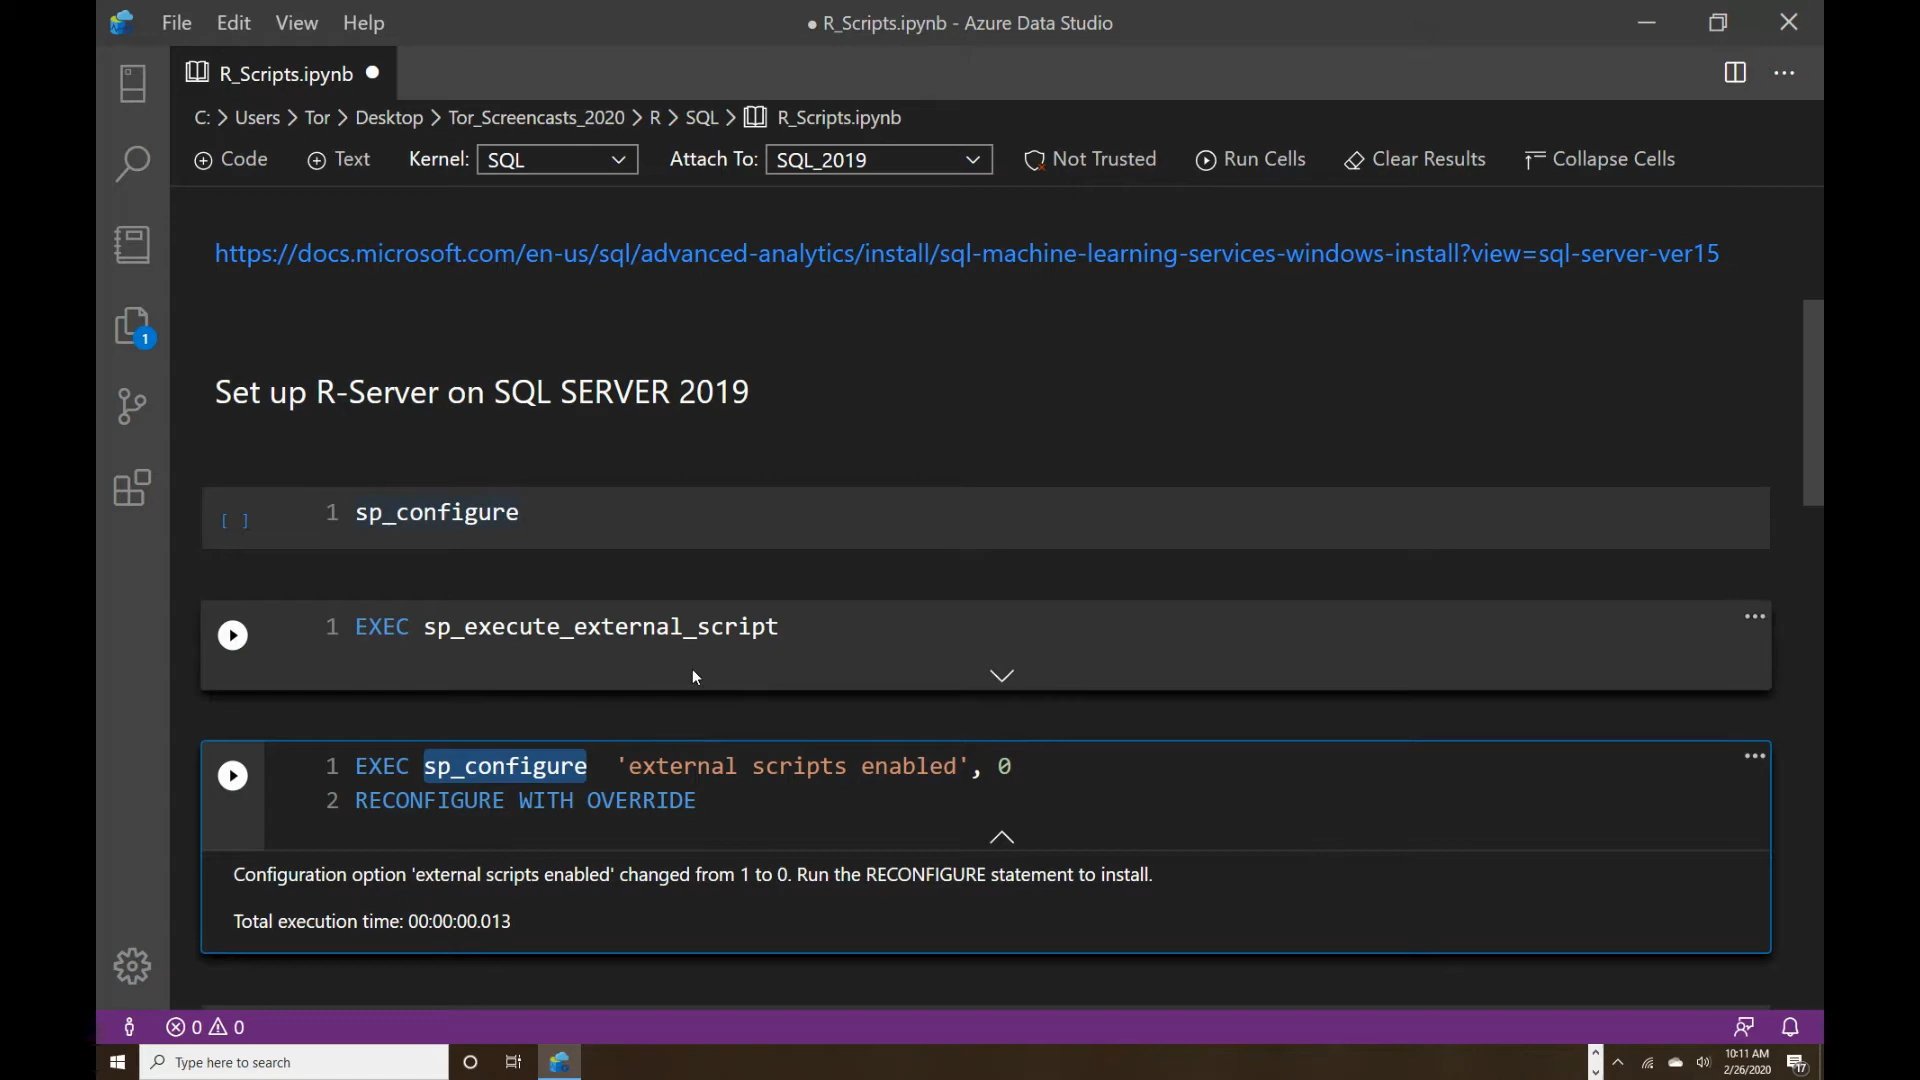 File Edit View Help
● R_Scripts.ipynb - Azure Data Studio
R_Scripts.ipynb
C: > Users > Tor > Desktop > Tor_Screencasts_2020 > R > SQL > R_Scripts.ipynb
Code Text Kernel: SQL Attach To: SQL_2019 Not Trusted Run Cells Clear Results Collapse Cells
https://docs.microsoft.com/en-us/sql/advanced-analytics/install/sql-machine-learning-services-windows-install?view=sql-server-ver15
1
Set up R-Server on SQL SERVER 2019
[ ] 1 sp_configure
1 EXEC sp_execute_external_script
1 EXEC sp_configure 'external scripts enabled', 0
2 RECONFIGURE WITH OVERRIDE
Configuration option 'external scripts enabled' changed from 1 to 0. Run the RECONFIGURE statement to install.
Total execution time: 00:00:00.013
0 0
Type here to search
10:11 AM
2/26/2020
17